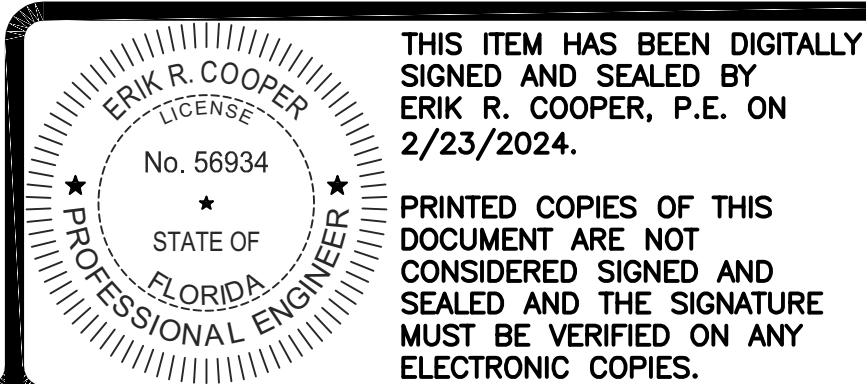 ERIK R. COOPER
LICENSE
No. 56934
STATE OF
FLORIDA
PROFESSIONAL ENGINEER
THIS ITEM HAS BEEN DIGITALLY
SIGNED AND SEALED BY
ERIK R. COOPER, P.E. ON
2/23/2024.
PRINTED COPIES OF THIS
DOCUMENT ARE NOT
CONSIDERED SIGNED AND
SEALED AND THE SIGNATURE
MUST BE VERIFIED ON ANY
ELECTRONIC COPIES.